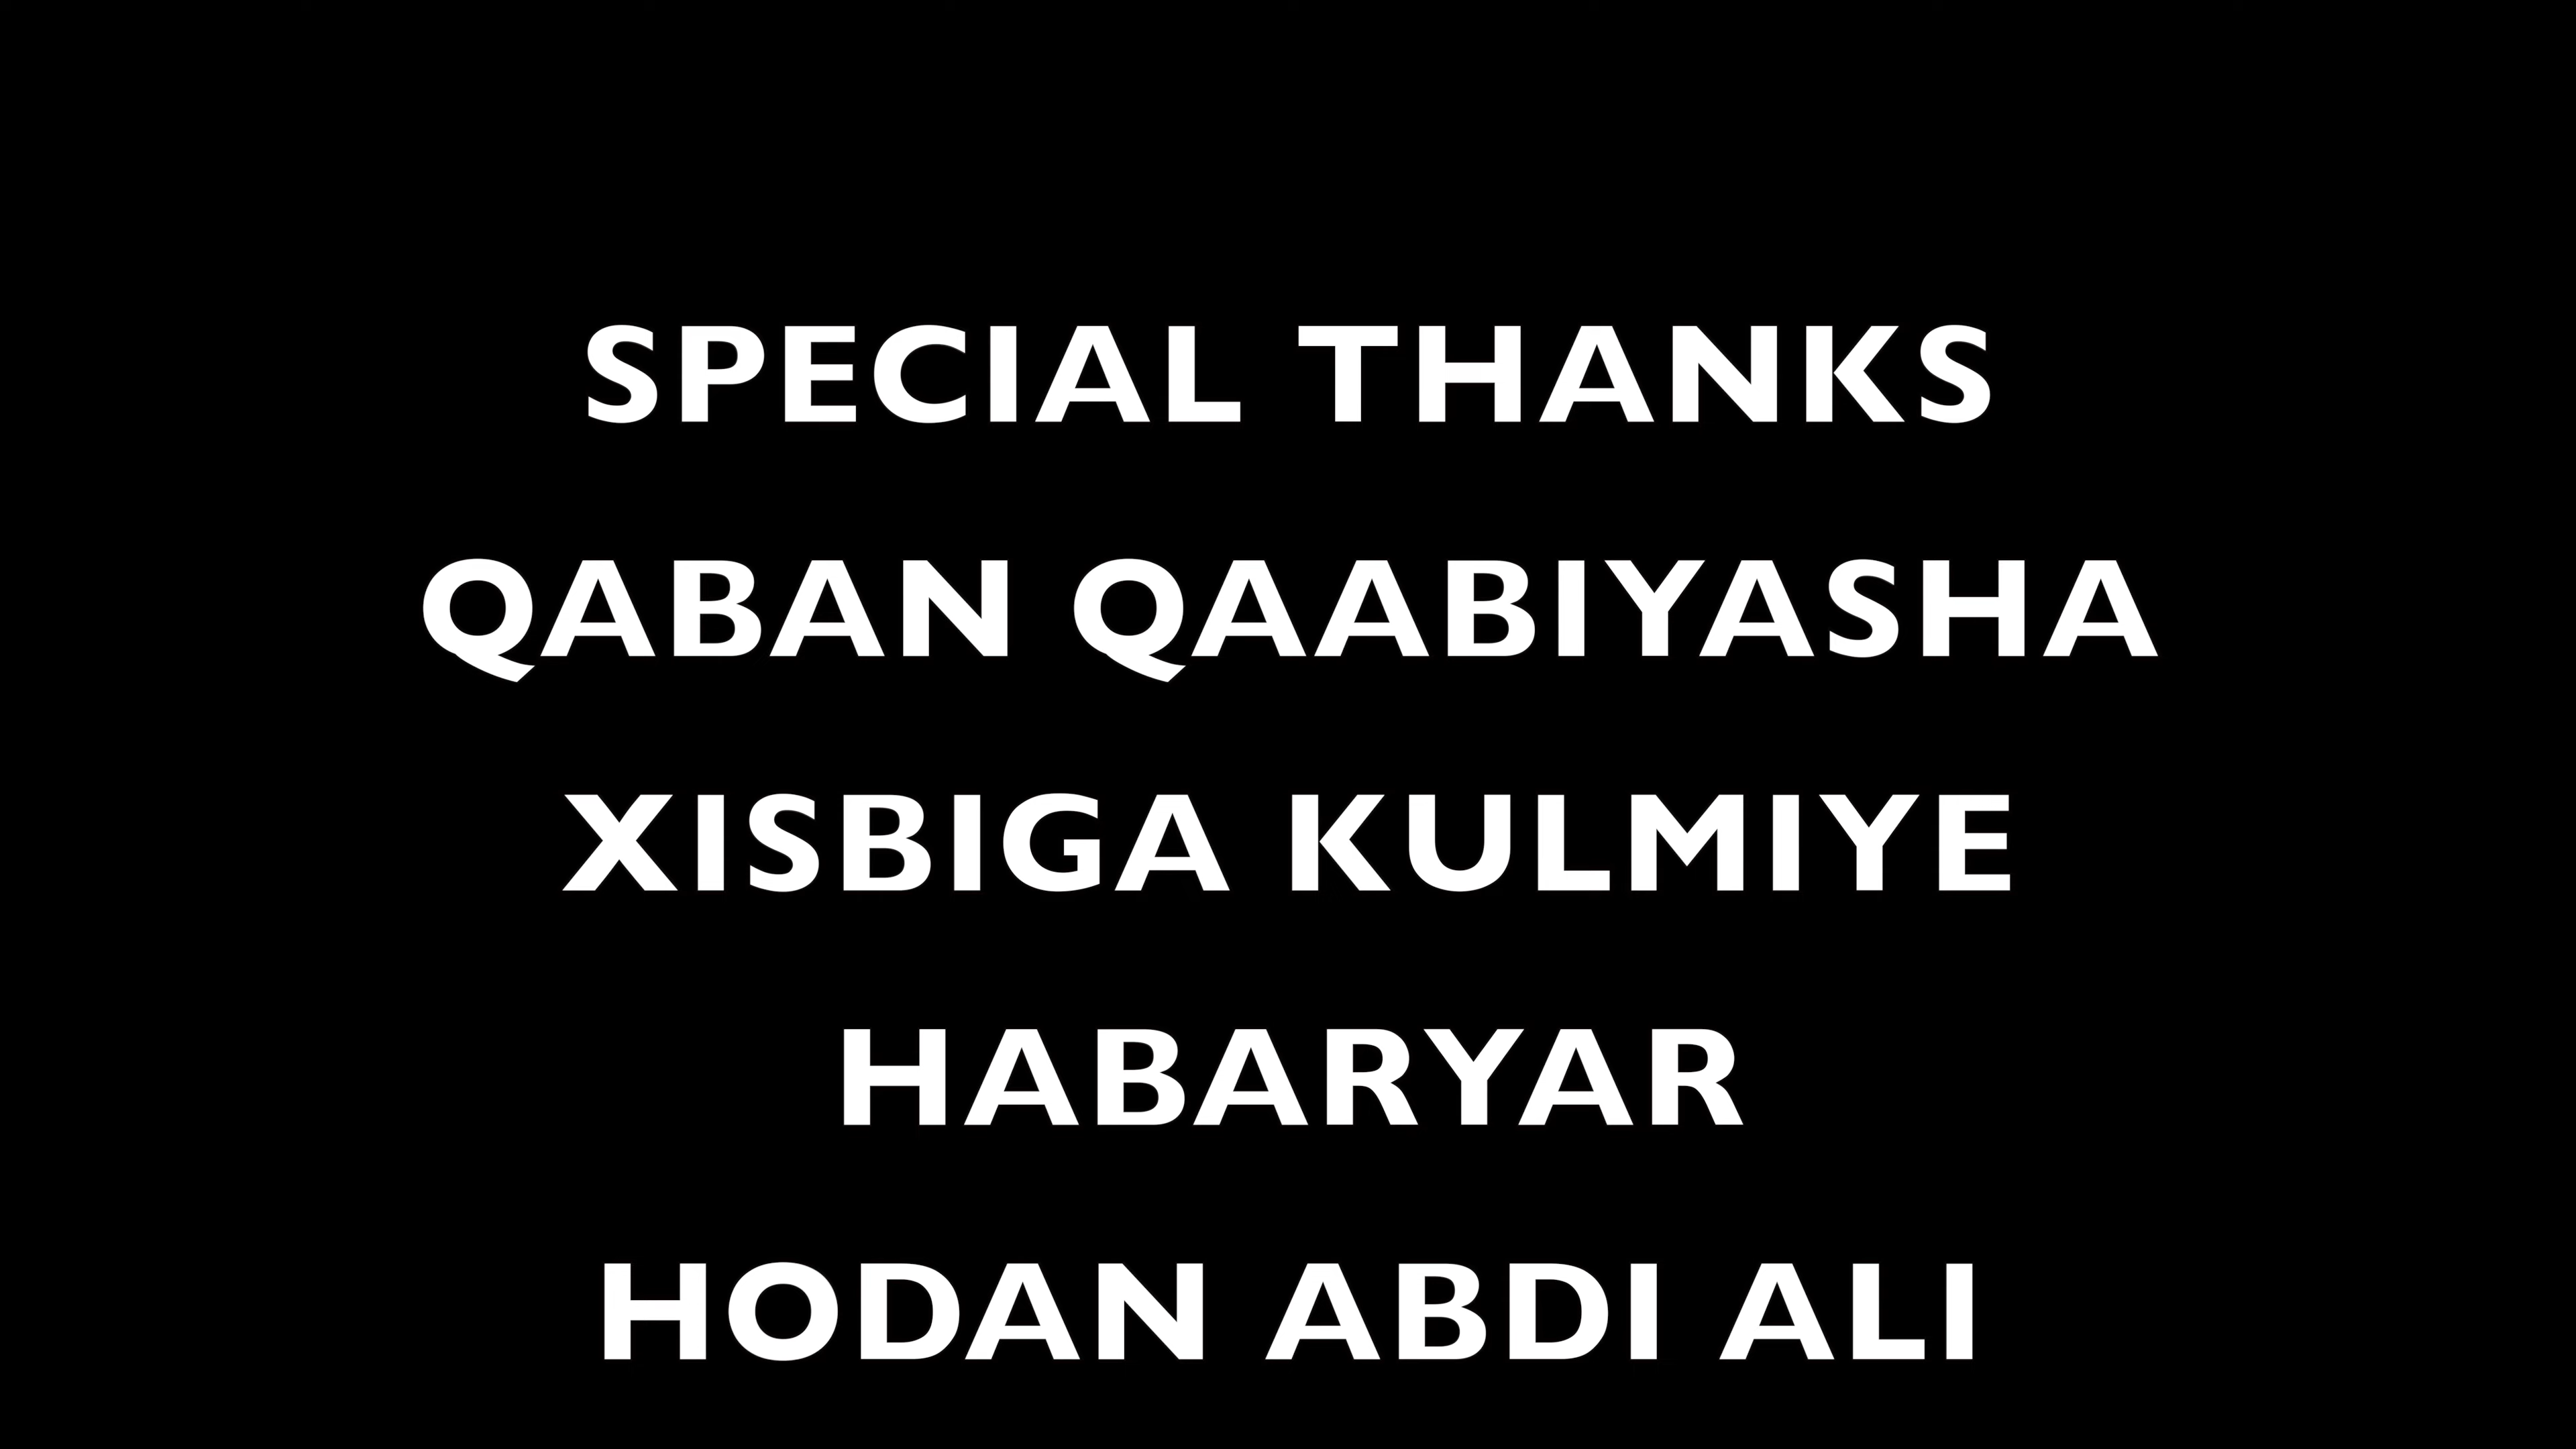 SPECIAL THANKS
QABAN QAABIYASHA
XISBIGA KULMIYE
HABARYAR
HODAN ABDI ALI